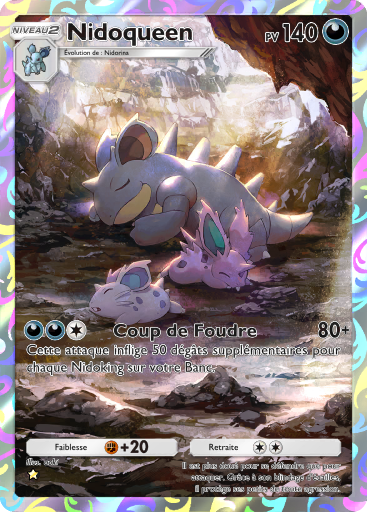 NIVEAU 2
Nidoqueen
PV 140
Évolution de : Nidorina
Coup de Foudre 80+
Cette attaque inflige 50 dégâts supplémentaires pour
chaque Nidoking sur votre Banc.
Faiblesse +20 Retraite
Illus.
Il est plus doué pour se défendre que pour
attaquer. Grâce à son blindage d'écailles,
il protège ses petits de toute agression.